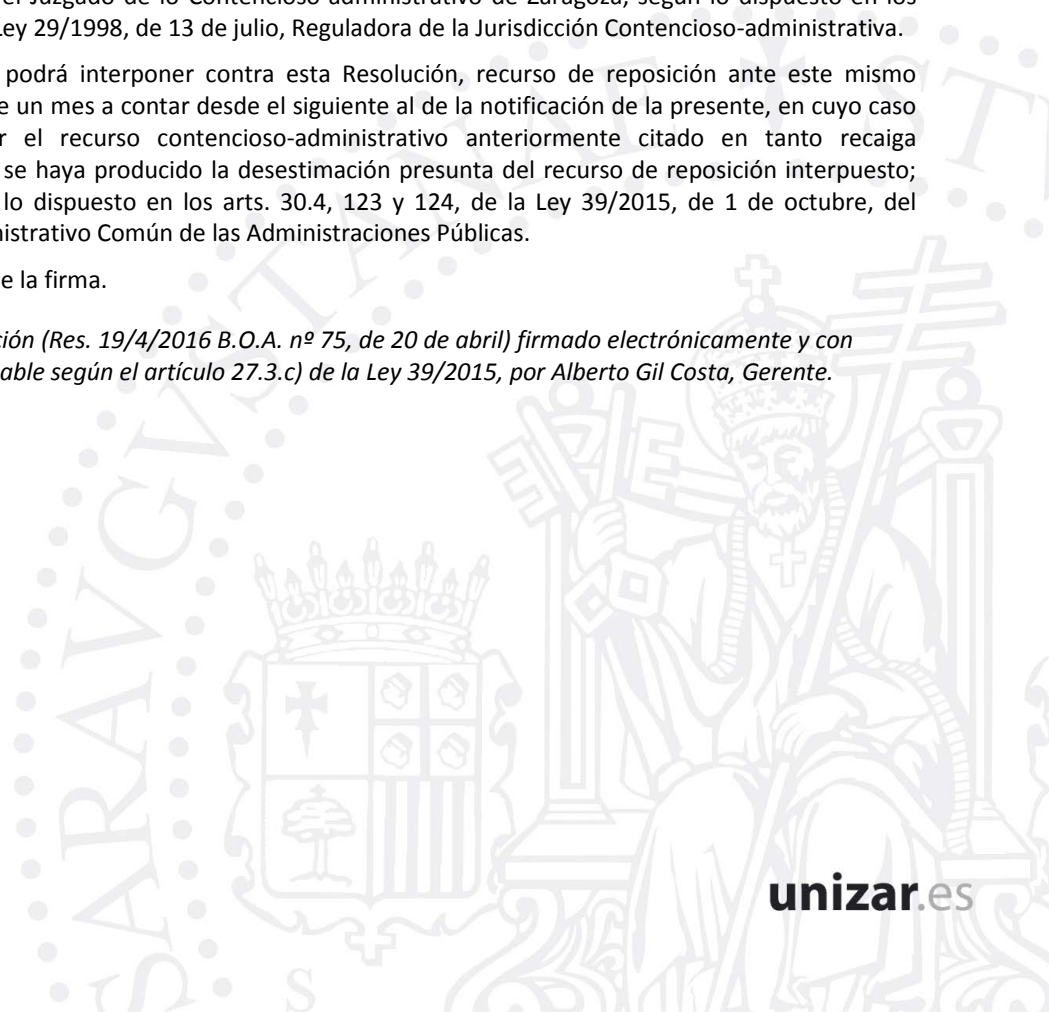 el Juzgado de lo Contencioso-administrativo de Zaragoza, según lo dispuesto en los
Ley 29/1998, de 13 de julio, Reguladora de la Jurisdicción Contencioso-administrativa.
podrá interponer contra esta Resolución, recurso de reposición ante este mismo
e un mes a contar desde el siguiente al de la notificación de la presente, en cuyo caso
r el recurso contencioso-administrativo anteriormente citado en tanto recaiga
se haya producido la desestimación presunta del recurso de reposición interpuesto;
lo dispuesto en los arts. 30.4, 123 y 124, de la Ley 39/2015, de 1 de octubre, del
nistrativo Común de las Administraciones Públicas.
e la firma.
ción (Res. 19/4/2016 B.O.A. nº 75, de 20 de abril) firmado electrónicamente y con
able según el artículo 27.3.c) de la Ley 39/2015, por Alberto Gil Costa, Gerente.
SARAVGVSTANAE ST
S
unizar.es